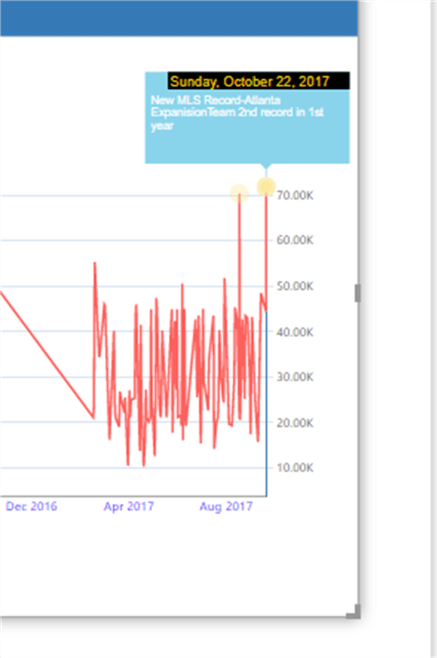 Sunday, October 22, 2017
New MLS Record-Atlanta
ExpanisionTeam 2nd record in 1st
year
70.00K
60.00K
50.00K
40.00K
30.00K
20.00K
10.00K
Dec 2016 Apr 2017 Aug 2017